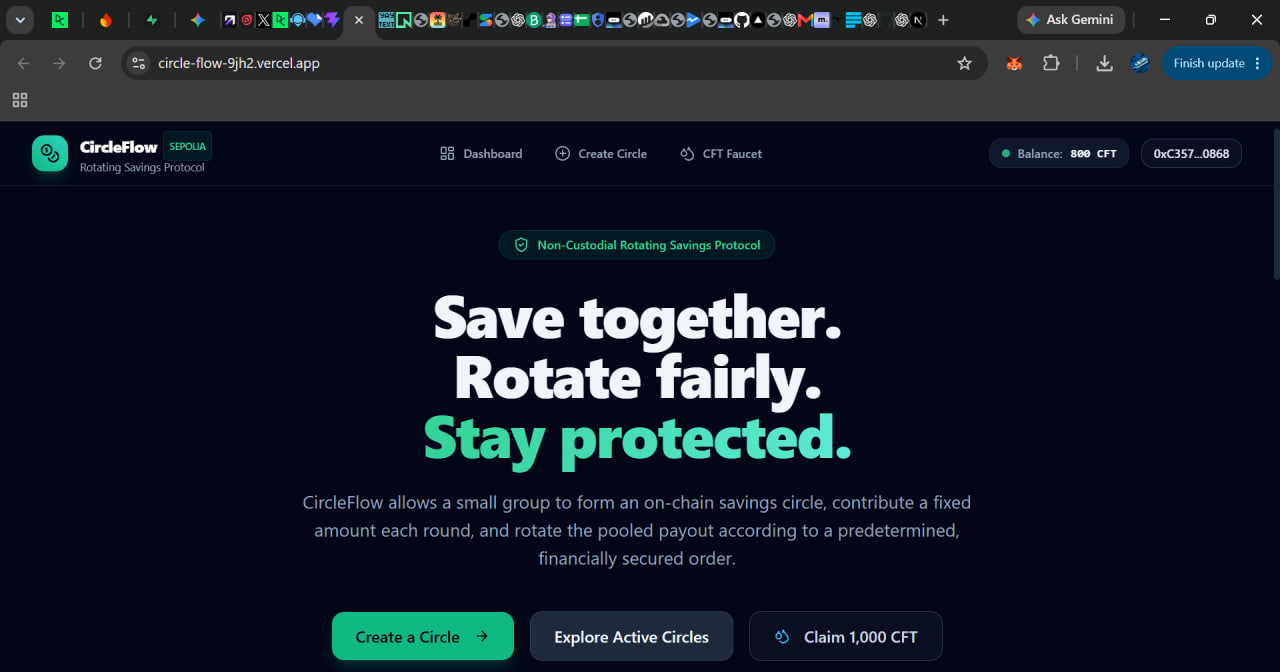 Ask Gemini
circle-flow-9jh2.vercel.app
Finish update
CircleFlow
SEPOLIA
Rotating Savings Protocol
Dashboard
Create Circle
CFT Faucet
Balance: 800 CFT
0xC357...0868
Non-Custodial Rotating Savings Protocol
Save together.
Rotate fairly.
Stay protected.
CircleFlow allows a small group to form an on-chain savings circle, contribute a fixed
amount each round, and rotate the pooled payout according to a predetermined,
financially secured order.
Create a Circle
Explore Active Circles
Claim 1,000 CFT